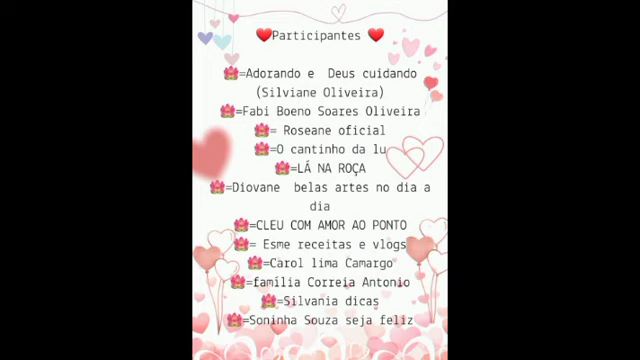 ❤️Participantes ❤️
🪷=Adorando e Deus cuidando
(Silviane Oliveira)
🪷=Fabi Boeno Soares Oliveira
🪷= Roseane oficial
🪷=O cantinho da lu
🪷=LÁ NA ROÇA
🪷=Diovane belas artes no dia a
dia
🪷=CLEU COM AMOR AO PONTO
🪷= Esme receitas e vlogs
🪷=Carol lima Camargo
🪷=família Correia Antonio
🪷=Silvania dicas
🪷=Soninha Souza seja feliz